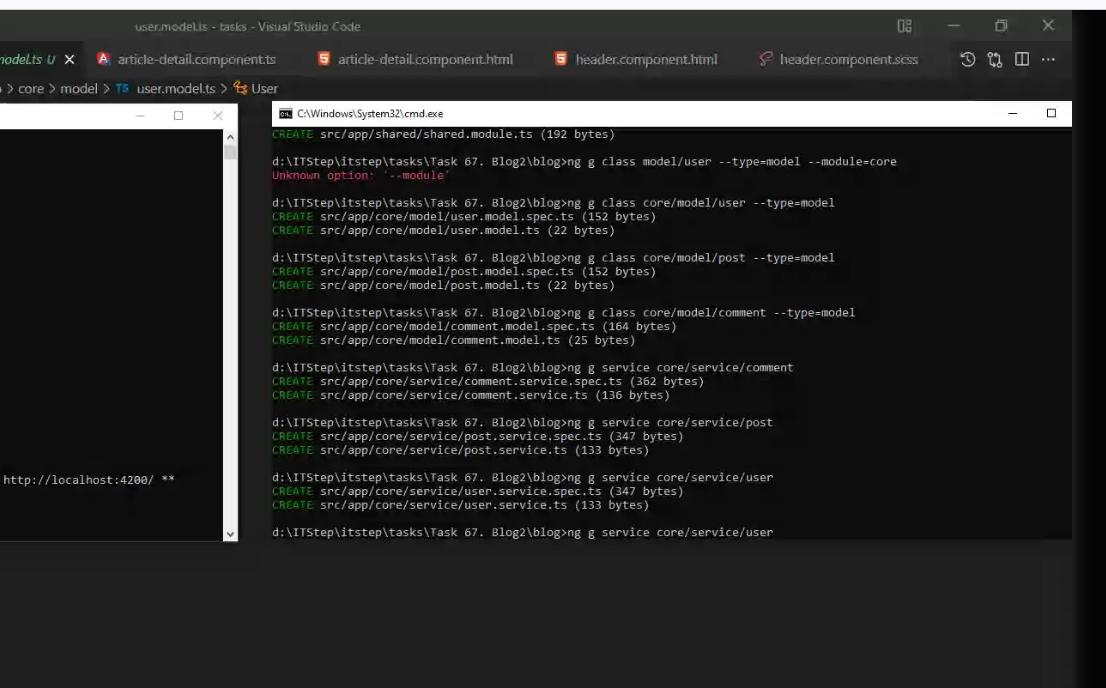 user.model.ts - tasks - Visual Studio Code
model.ts U
article-detail.component.ts
article-detail.component.html
header.component.html
header.component.scss
> core > model > TS user.model.ts > User
C:\Windows\System32\cmd.exe
CREATE src/app/shared/shared.module.ts (192 bytes)
d:\ITStep\itstep\tasks\Task 67. Blog2\blog>ng g class model/user --type=model --module=core
Unknown option: '--module'
d:\ITStep\itstep\tasks\Task 67. Blog2\blog>ng g class core/model/user --type=model
CREATE src/app/core/model/user.model.spec.ts (152 bytes)
CREATE src/app/core/model/user.model.ts (22 bytes)
d:\ITStep\itstep\tasks\Task 67. Blog2\blog>ng g class core/model/post --type=model
CREATE src/app/core/model/post.model.spec.ts (152 bytes)
CREATE src/app/core/model/post.model.ts (22 bytes)
d:\ITStep\itstep\tasks\Task 67. Blog2\blog>ng g class core/model/comment --type=model
CREATE src/app/core/model/comment.model.spec.ts (164 bytes)
CREATE src/app/core/model/comment.model.ts (25 bytes)
d:\ITStep\itstep\tasks\Task 67. Blog2\blog>ng g service core/service/comment
CREATE src/app/core/service/comment.service.spec.ts (362 bytes)
CREATE src/app/core/service/comment.service.ts (136 bytes)
d:\ITStep\itstep\tasks\Task 67. Blog2\blog>ng g service core/service/post
CREATE src/app/core/service/post.service.spec.ts (347 bytes)
CREATE src/app/core/service/post.service.ts (133 bytes)
d:\ITStep\itstep\tasks\Task 67. Blog2\blog>ng g service core/service/user
CREATE src/app/core/service/user.service.spec.ts (347 bytes)
CREATE src/app/core/service/user.service.ts (133 bytes)
http://localhost:4200/ **
d:\ITStep\itstep\tasks\Task 67. Blog2\blog>ng g service core/service/user